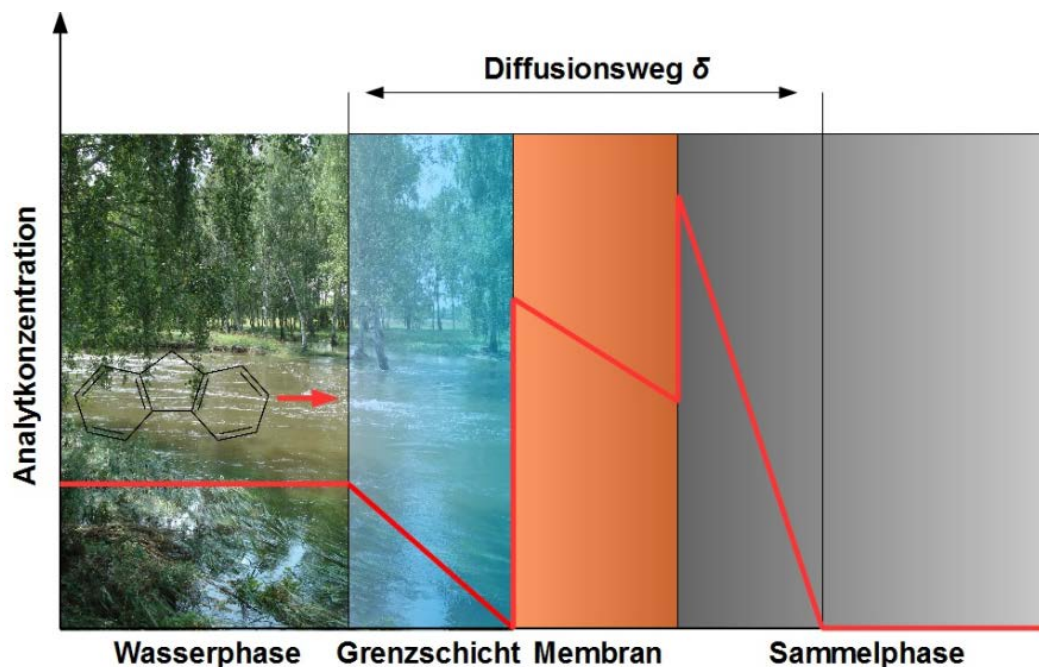 Diffusionsweg δ
Analytkonzentration
Wasserphase Grenzschicht Membran Sammelphase